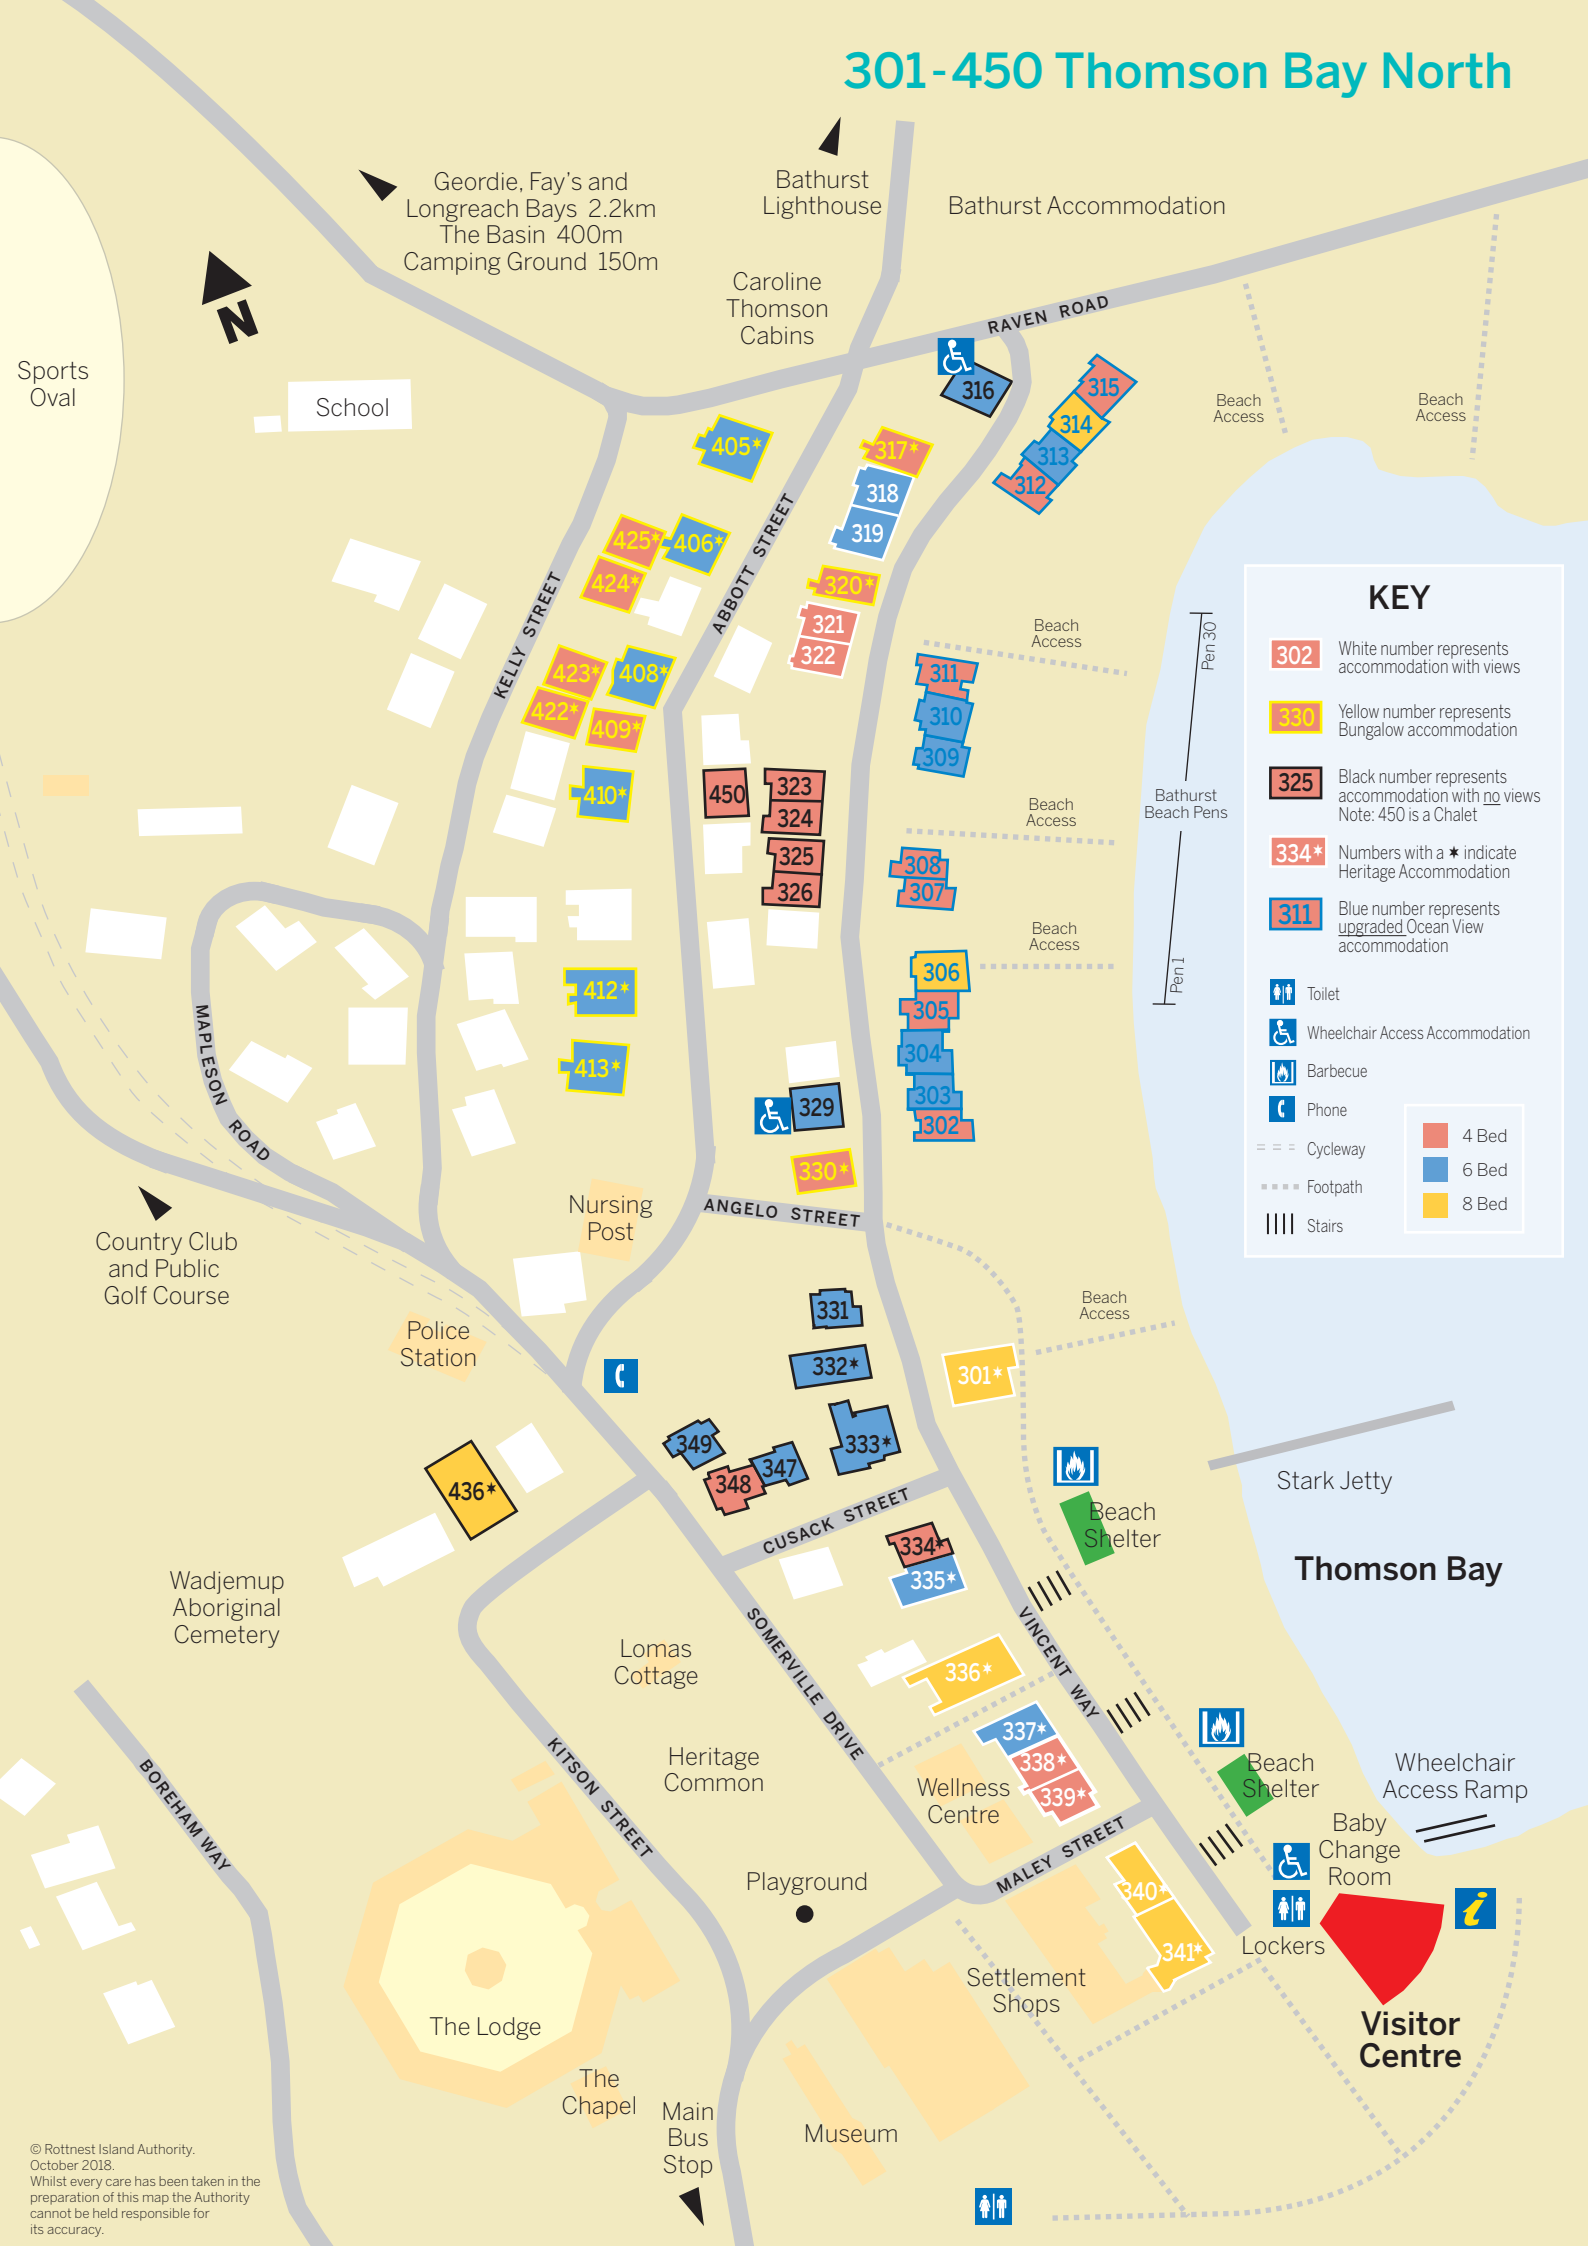 301-450 Thomson Bay North
Geordie, Fay's and
Longreach Bays 2.2km
The Basin 400m
Camping Ground 150m
Bathurst
Lighthouse
Bathurst Accommodation
N
Caroline
Thomson
Cabins
RAVEN ROAD
Sports
Oval
School
316
315
314
313
312
Beach
Access
Beach
Access
405*
317*
318
319
425*
406*
424*
ABBOTT STREET
KELLY STREET
320*
321
322
Beach
Access
423*
408*
422*
409*
410*
311
310
309
450
323
324
325
326
Pen 30
Bathurst
Beach Pens
Pen 1
Beach
Access
308
307
Beach
Access
306
305
304
303
302
412*
413*
329
330*
MAPLESON ROAD
ANGELO STREET
Nursing
Post
Country Club
and Public
Golf Course
Police
Station
KEY
302
White number represents
accommodation with views
330
Yellow number represents
Bungalow accommodation
325
Black number represents
accommodation with no views
Note: 450 is a Chalet
334*
Numbers with a * indicate
Heritage Accommodation
311
Blue number represents
upgraded Ocean View
accommodation
Toilet
Wheelchair Access Accommodation
Barbecue
Phone
Cycleway
Footpath
Stairs
4 Bed
6 Bed
8 Bed
331
332*
333*
301*
Beach
Access
349
348
347
436*
CUSACK STREET
334*
335*
Stark Jetty
Beach
Shelter
Thomson Bay
Wadjemup
Aboriginal
Cemetery
Lomas
Cottage
SOMERVILLE DRIVE
VINCENT WAY
336*
337*
338*
339*
Heritage
Common
KITSON STREET
BOREHAM WAY
Wellness
Centre
MALEY STREET
Beach
Shelter
Wheelchair
Access Ramp
Baby
Change
Room
Playground
340*
341*
Lockers
i
Settlement
Shops
Visitor
Centre
The Lodge
The
Chapel
Main
Bus
Stop
Museum
© Rottnest Island Authority.
October 2018.
Whilst every care has been taken in the
preparation of this map the Authority
cannot be held responsible for
its accuracy.